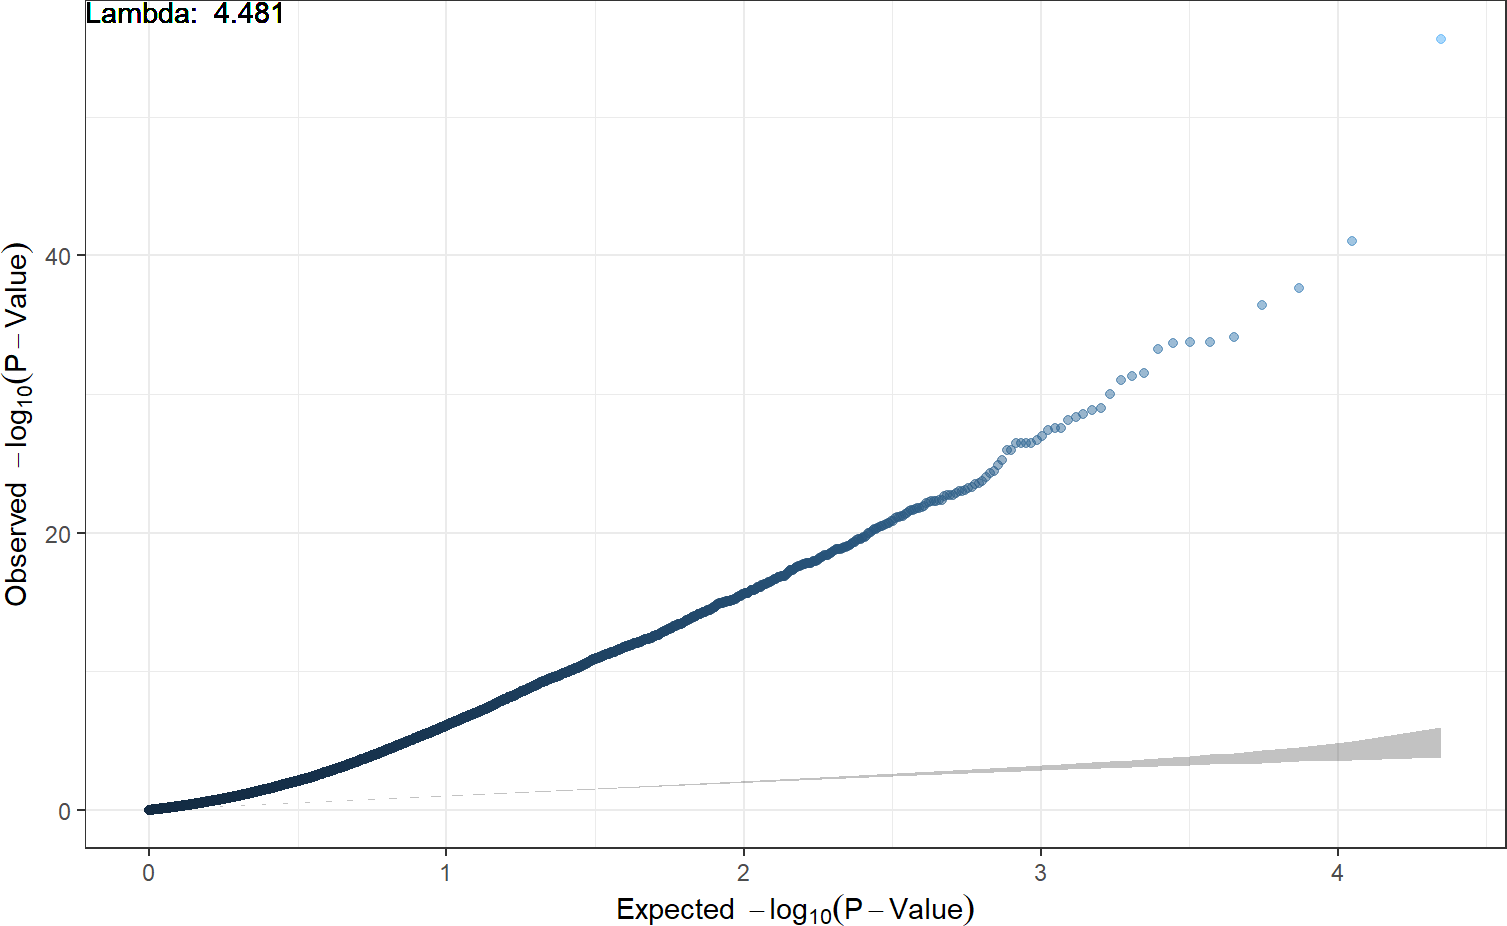 Lambda: 4.481
Observed −log10(P−Value)
40
20
0
0 1 2 3 4
Expected −log10(P−Value)